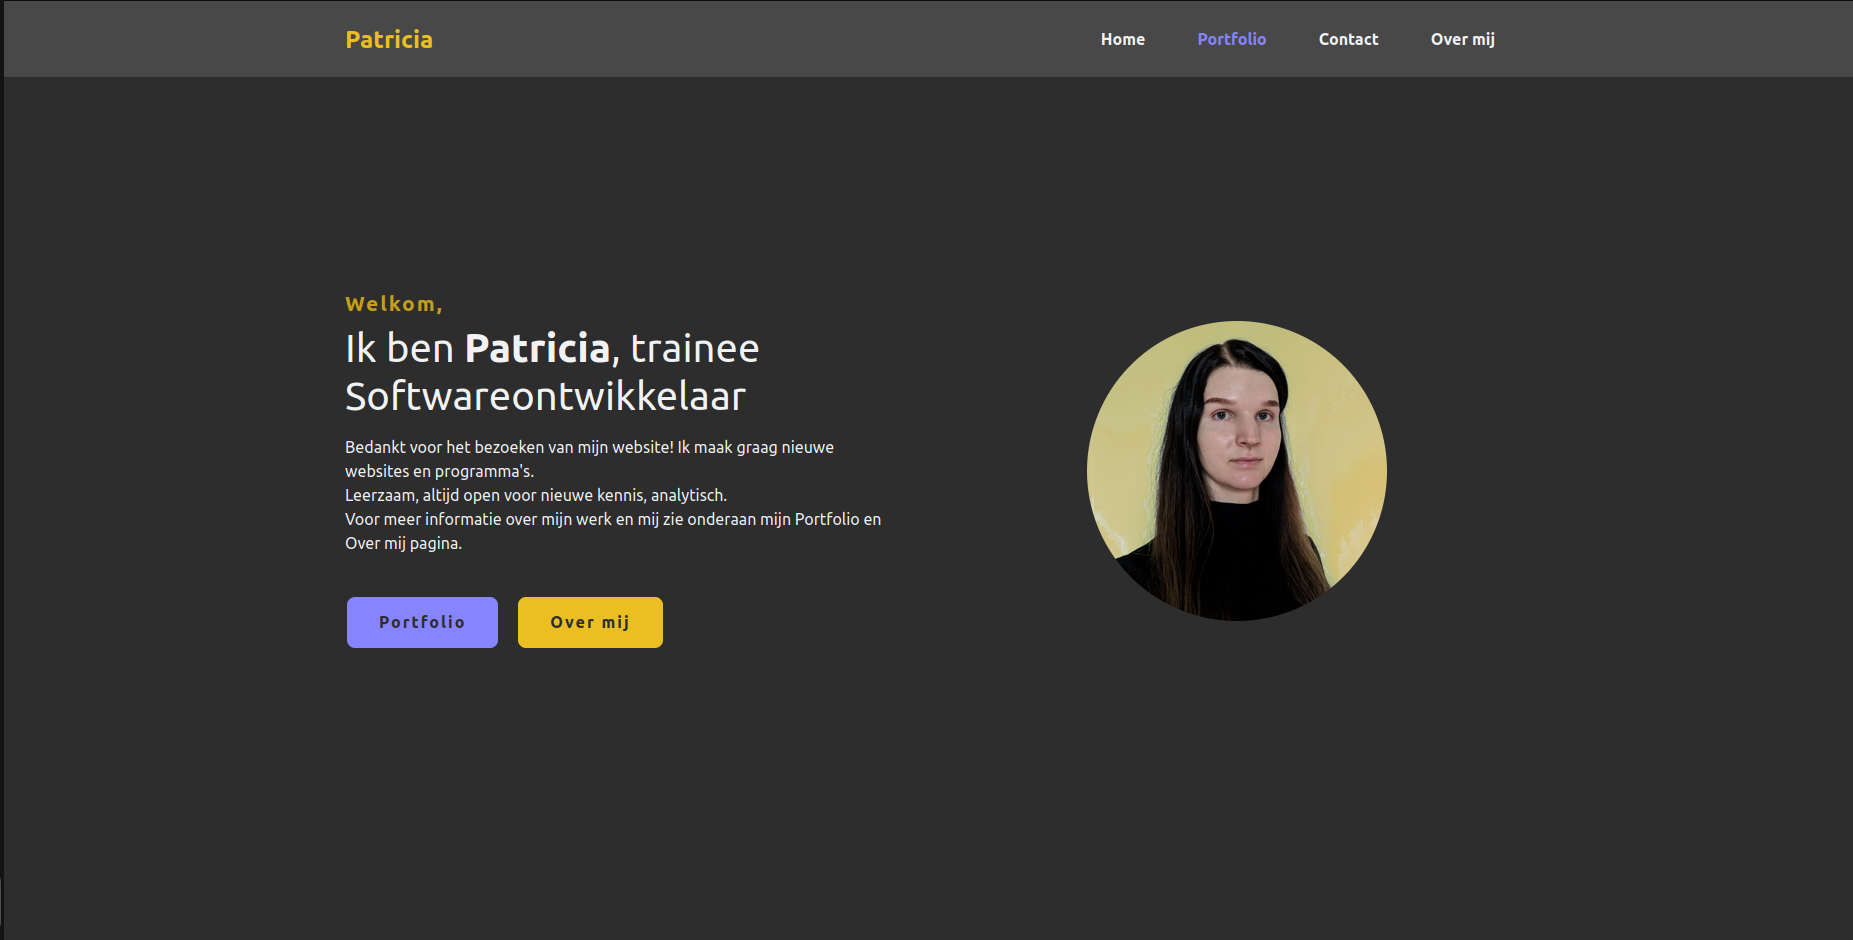 Patricia
Home Portfolio Contact Over mij
Welkom,
Ik ben Patricia, trainee
Softwareontwikkelaar
Bedankt voor het bezoeken van mijn website! Ik maak graag nieuwe
websites en programma's.
Leerzaam, altijd open voor nieuwe kennis, analytisch.
Voor meer informatie over mijn werk en mij zie onderaan mijn Portfolio en
Over mij pagina.
Portfolio
Over mij